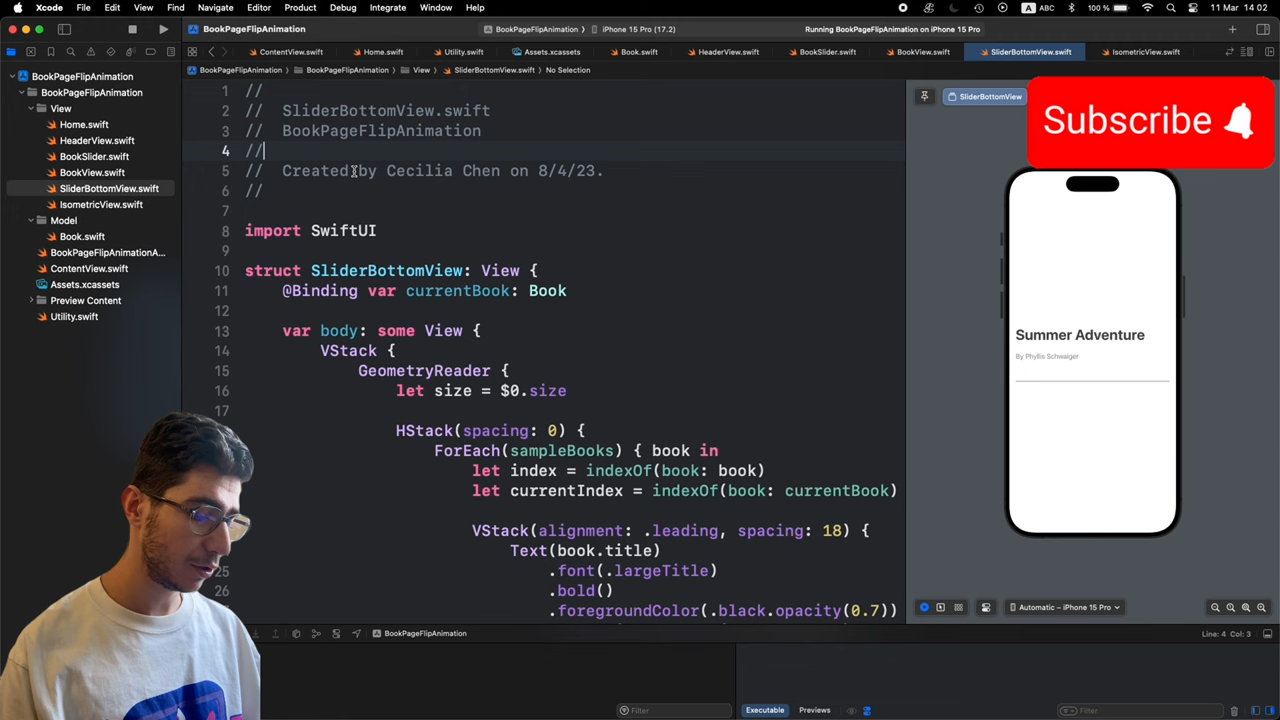 Xcode File Edit View Find Navigate Editor Product Debug Integrate Window Help
A ABC 100 % 11 Mar 14 02
BookPageFlipAnimation
BookPageFlipAnimation 〉 iPhone 15 Pro (17.2)
Running BookPageFlipAnimation on iPhone 15 Pro
ContentView.swift Home.swift Utility.swift Assets.xcassets Book.swift HeaderView.swift BookSlider.swift BookView.swift SliderBottomView.swift IsometricView.swift
BookPageFlipAnimation 〉 BookPageFlipAnimation 〉 View 〉 SliderBottomView.swift 〉 No Selection
BookPageFlipAnimation
BookPageFlipAnimation
View
Home.swift
HeaderView.swift
BookSlider.swift
BookView.swift
SliderBottomView.swift
IsometricView.swift
Model
Book.swift
BookPageFlipAnimationA...
ContentView.swift
Assets.xcassets
Preview Content
Utility.swift
1 //
2 // SliderBottomView.swift
3 // BookPageFlipAnimation
4 //
5 // Created by Cecilia Chen on 8/4/23.
6 //
7
8 import SwiftUI
9
10 struct SliderBottomView: View {
11 @Binding var currentBook: Book
12
13 var body: some View {
14 VStack {
15 GeometryReader {
16 let size = $0.size
17
HStack(spacing: 0) {
ForEach(sampleBooks) { book in
let index = indexOf(book: book)
let currentIndex = indexOf(book: currentBook)
VStack(alignment: .leading, spacing: 18) {
Text(book.title)
25 .font(.largeTitle)
26 .bold()
.foregroundColor(.black.opacity(0.7))
SliderBottomView
Subscribe
Summer Adventure
By Phyllis Schwaiger
Automatic – iPhone 15 Pro
BookPageFlipAnimation
Line: 4 Col: 3
Filter
Executable Previews
Filter